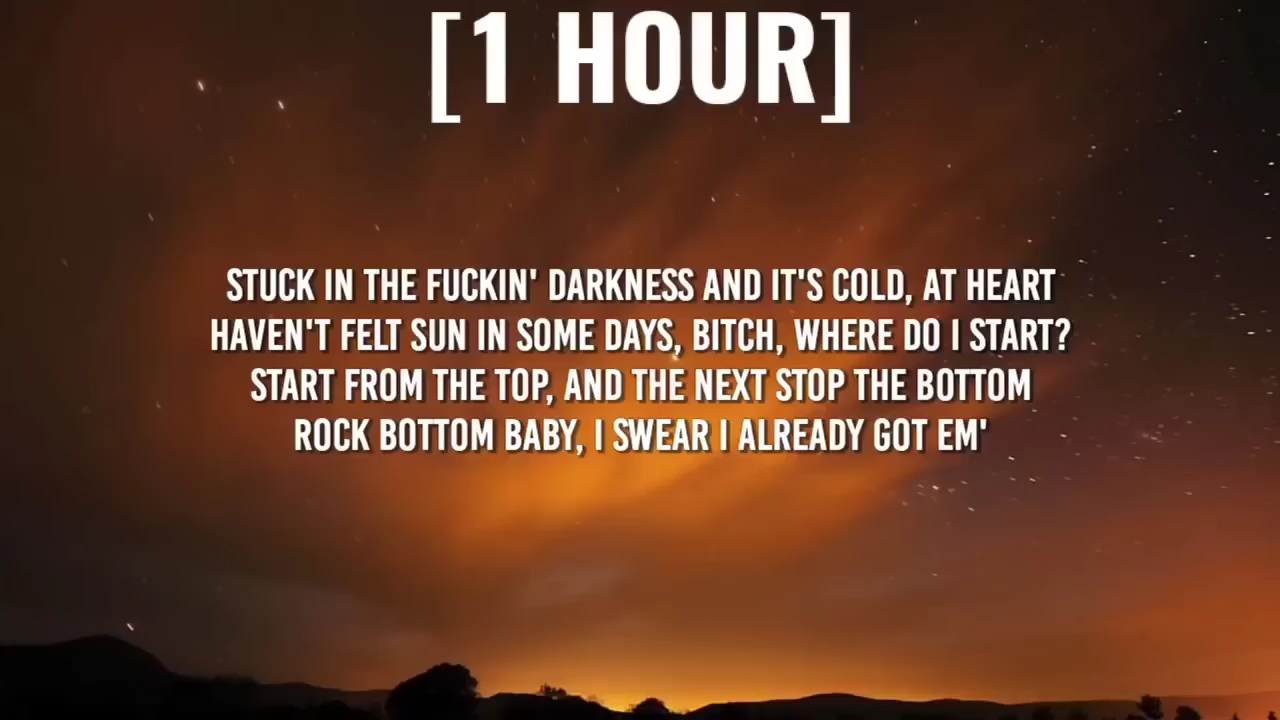 [1 HOUR]
STUCK IN THE FUCKIN' DARKNESS AND IT'S COLD, AT HEART
HAVEN'T FELT SUN IN SOME DAYS, BITCH, WHERE DO I START?
START FROM THE TOP, AND THE NEXT STOP THE BOTTOM
ROCK BOTTOM BABY, I SWEAR I ALREADY GOT EM'